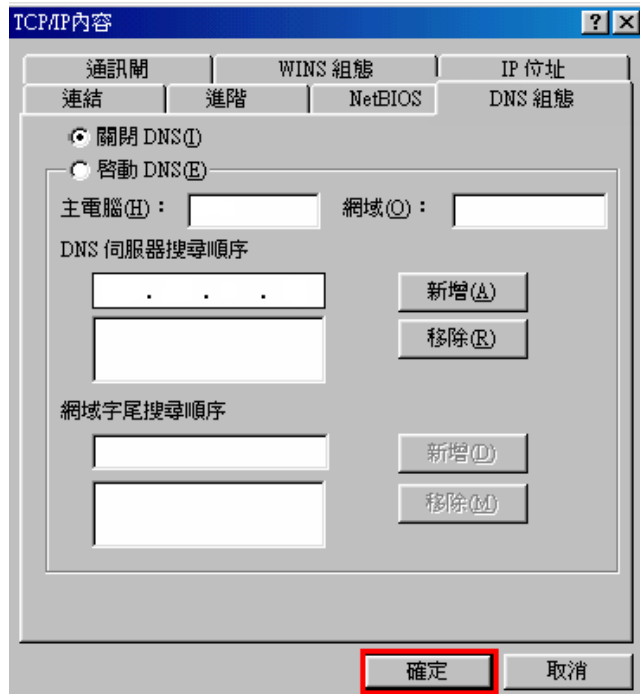 TCP/IP內容
通訊閘 WINS 組態 IP 位址
連結 進階 NetBIOS DNS 組態
關閉 DNS(I)
啓動 DNS(E)
主電腦(H)： 網域(O)：
DNS 伺服器搜尋順序
. . . 新增(A)
移除(R)
網域字尾搜尋順序
新增(D)
移除(M)
確定 取消